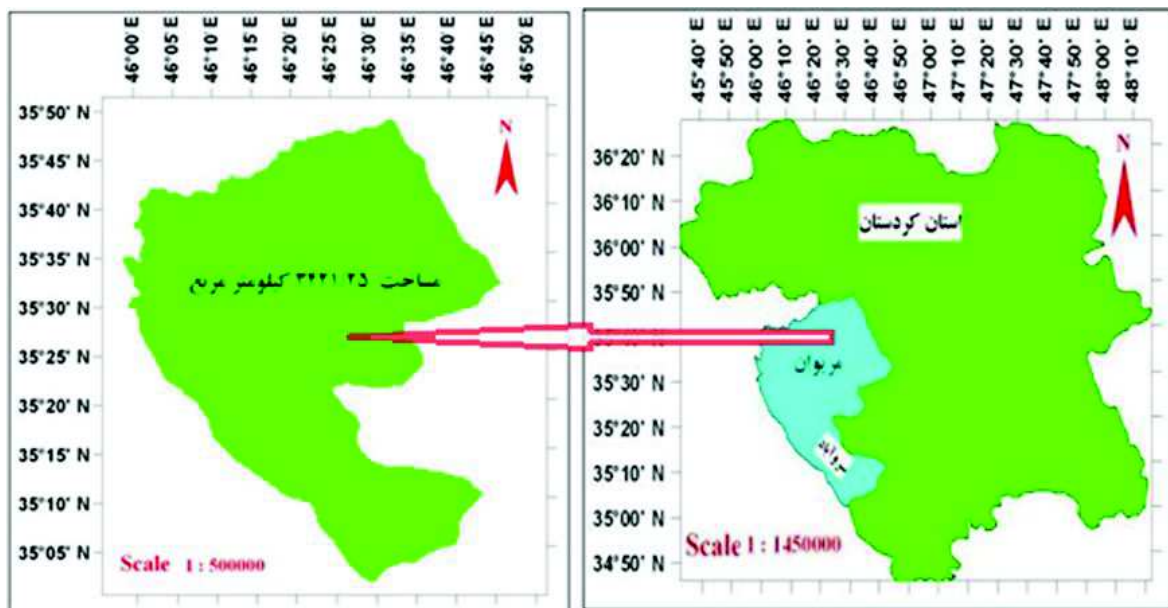 46°00' E
46°05' E
46°10' E
46°15' E
46°20' E
46°25' E
46°30' E
46°35' E
46°40' E
46°45' E
46°50' E
35°50' N
35°45' N
35°40' N
35°35' N
35°30' N
35°25' N
35°20' N
35°15' N
35°10' N
35°05' N
N
مساحت ۳۴۴۱/۲۵ کیلومتر مربع
Scale 1 : 500000
45°40' E
45°50' E
46°00' E
46°10' E
46°20' E
46°30' E
46°40' E
46°50' E
47°00' E
47°10' E
47°20' E
47°30' E
47°40' E
47°50' E
48°00' E
48°10' E
36°20' N
36°10' N
36°00' N
35°50' N
35°30' N
35°20' N
35°10' N
35°00' N
34°50' N
N
استان کردستان
مریوان
سروآباد
Scale 1 : 1450000